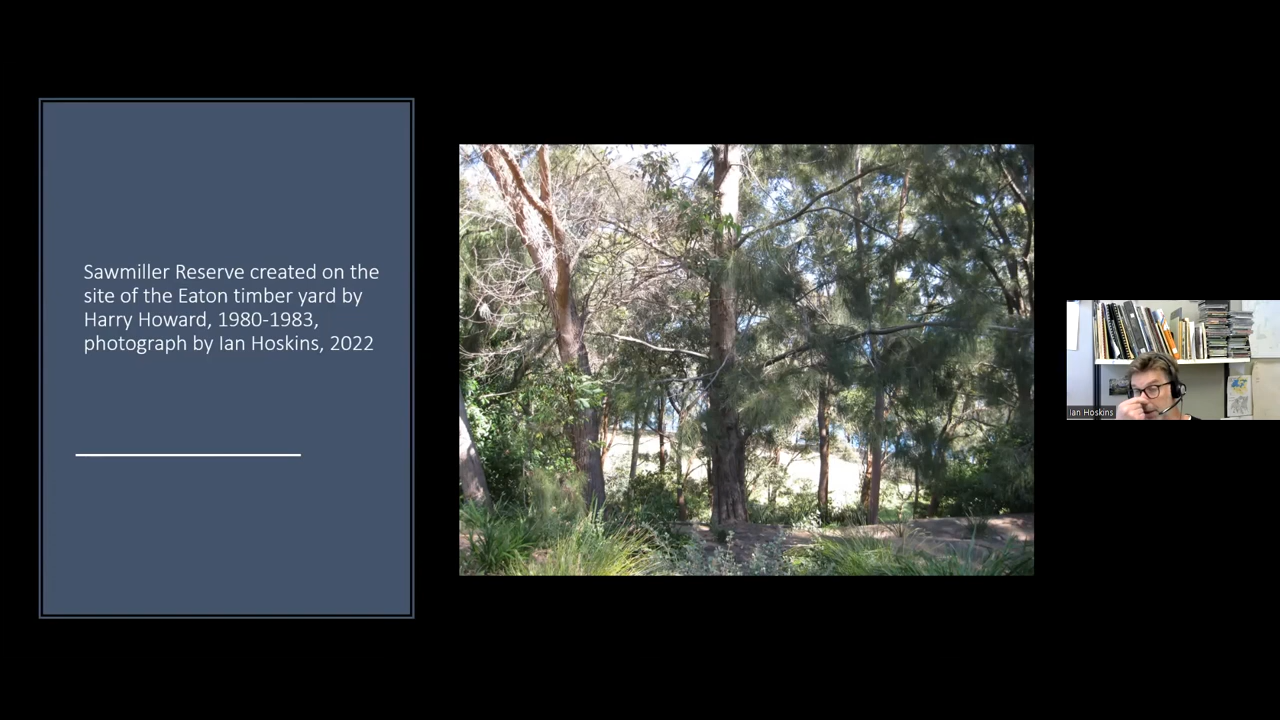 Sawmiller Reserve created on the
site of the Eaton timber yard by
Harry Howard, 1980-1983,
photograph by Ian Hoskins, 2022
Ian Hoskins